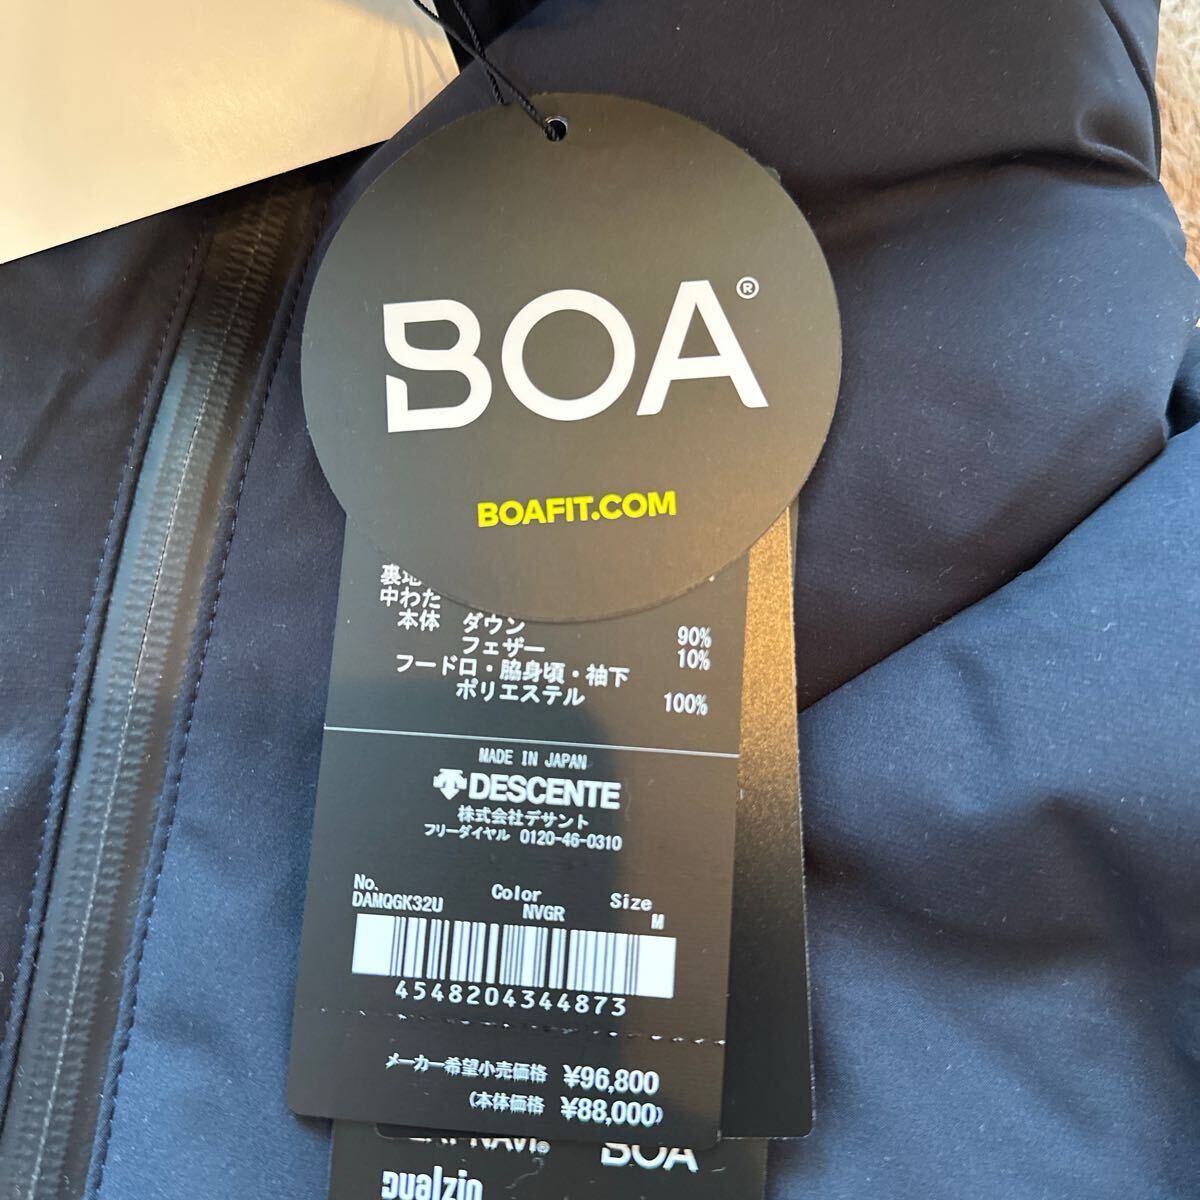 BOA®
BOAFIT.COM
裏地
中わた
本体 ダウン 90%
フェザー 10%
フードロ・脇身頃・袖下
ポリエステル 100%
MADE IN JAPAN
DESCENTE
株式会社デサント
フリーダイヤル 0120-46-0310
No. Color Size
DAMQGK32U NVGR M
4548204344873
メーカー希望小売価格 ¥96,800
(本体価格 ¥88,000)
BOA
Dualzip